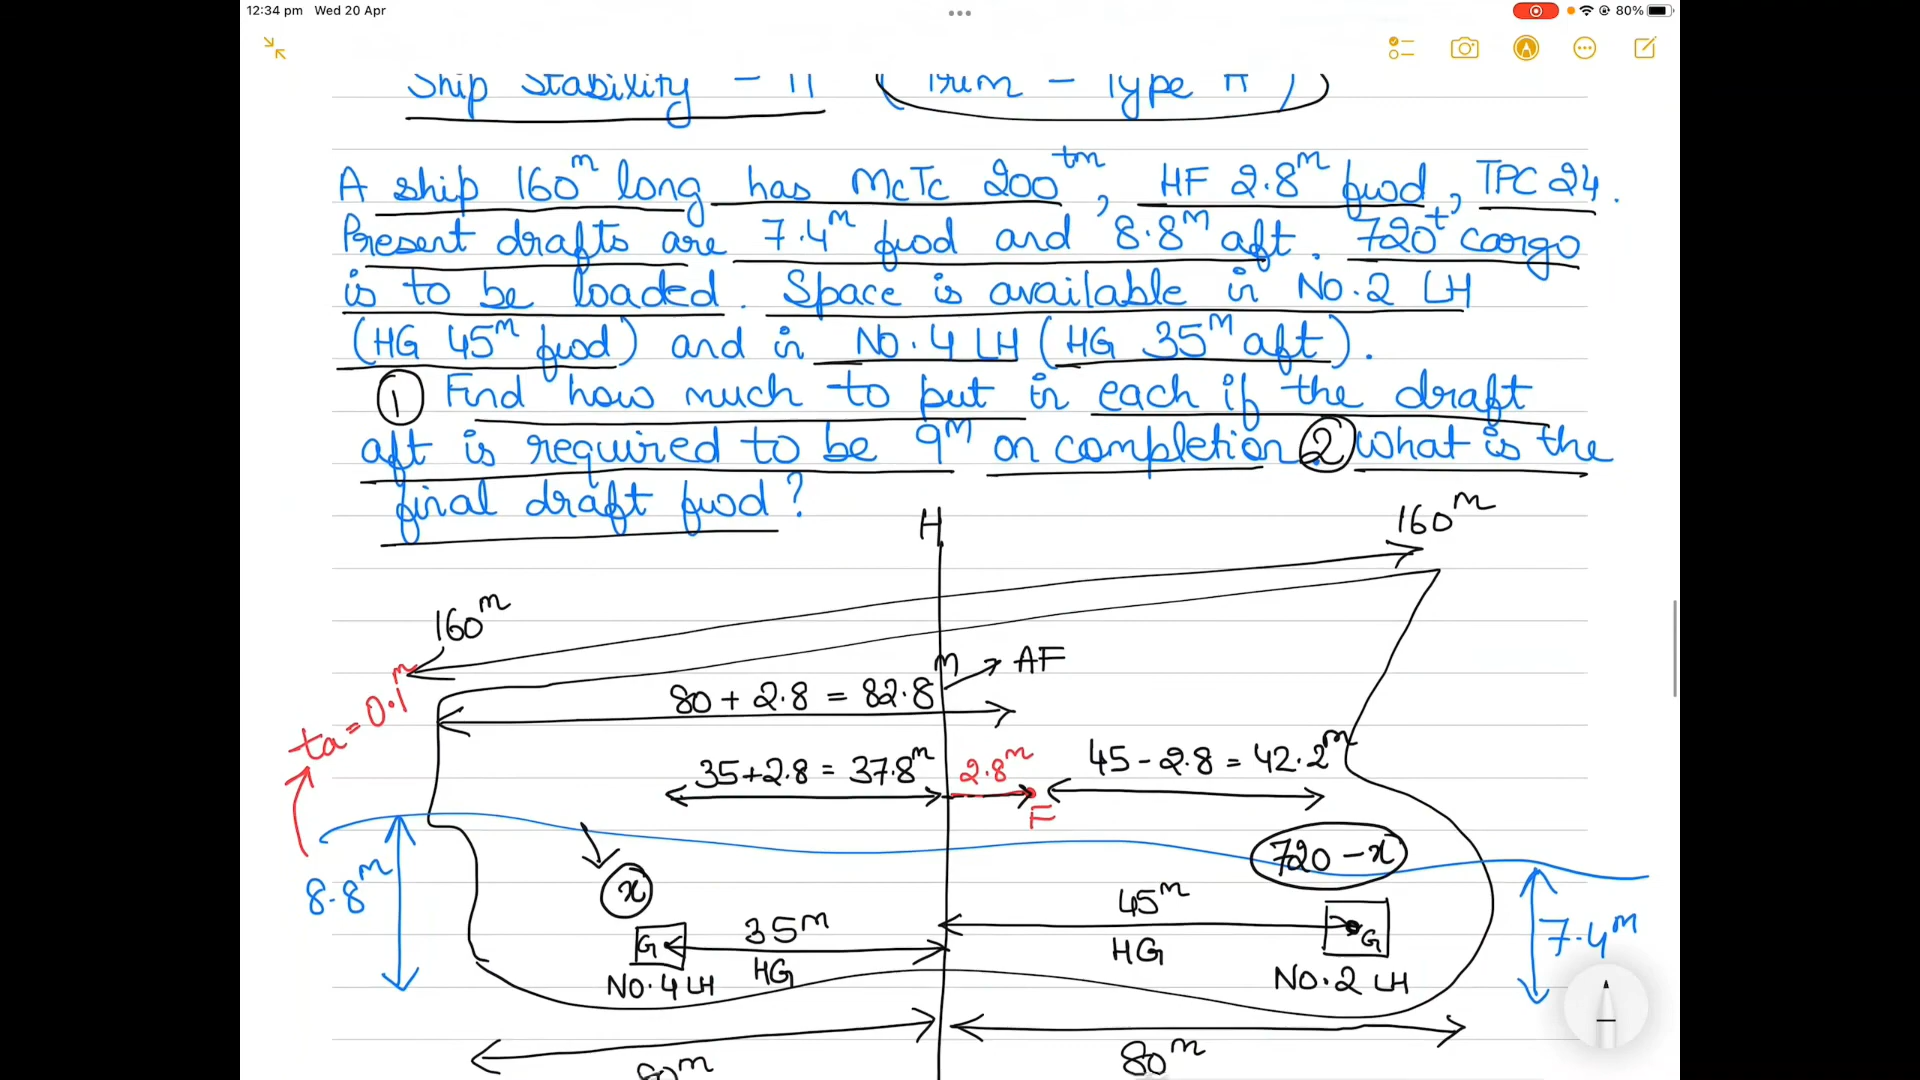 12:34 pm Wed 20 Apr
80%
Ship Stability - II (Trim - Type A)
A ship 160m long has MCTC 200tm, HF 2.8m fwd, TPC 24.
Present drafts are 7.4m fwd and 8.8m aft. 720t cargo
is to be loaded. Space is available in No.2 LH
(HG 45m fwd) and in No.4 LH (HG 35m aft).
① Find how much to put in each if the draft
aft is required to be 9m on completion. ② What is the
final draft fwd?
H
160m
160m
AF
ta = 0.1m
80 + 2.8 = 82.8m
35+2.8 = 37.8m
2.8m
45 - 2.8 = 42.2m
F
720 - x
8.8m
x
45m
35m
G
HG
G
7.4m
No.4 LH
HG
No.2 LH
80m
80m